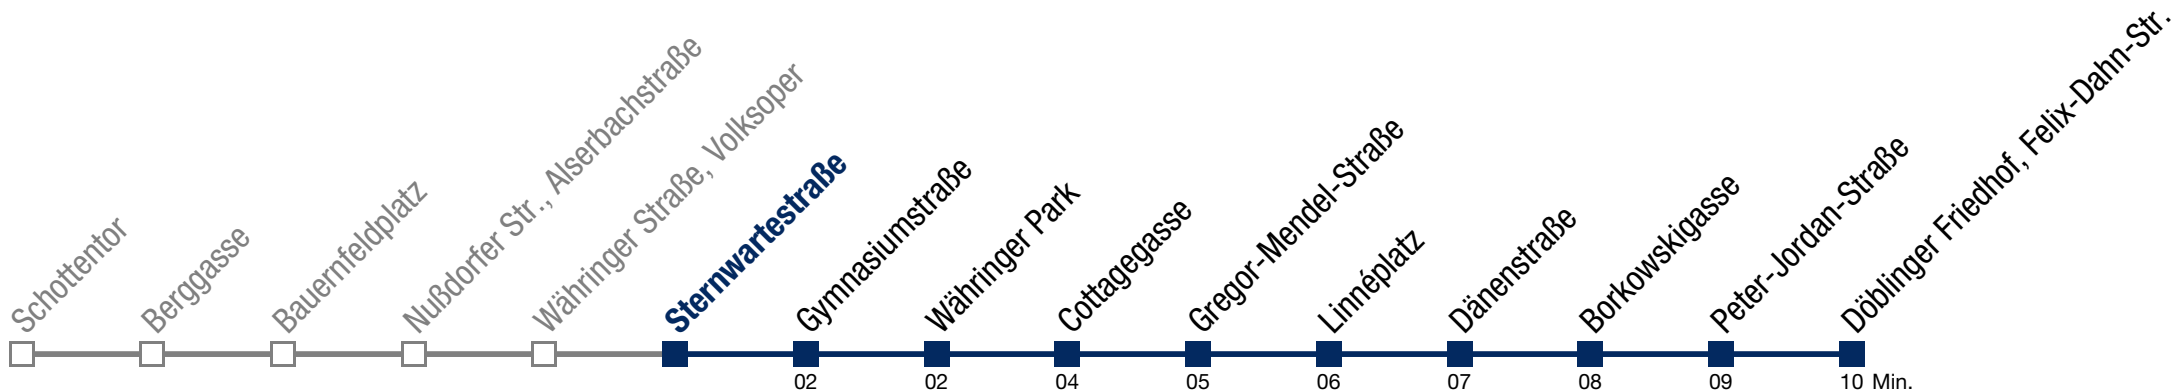 Schottentor
Berggasse
Bauernfeldplatz
Nußdorfer Str., Alserbachstraße
Währinger Straße, Volksoper
Sternwartestraße
Gymnasiumstraße
Währinger Park
Cottagegasse
Gregor-Mendel-Straße
Linnéplatz
Dänenstraße
Borkowskigasse
Peter-Jordan-Straße
Döblinger Friedhof, Felix-Dahn-Str.
02 02 04 05 06 07 08 09 10 Min.